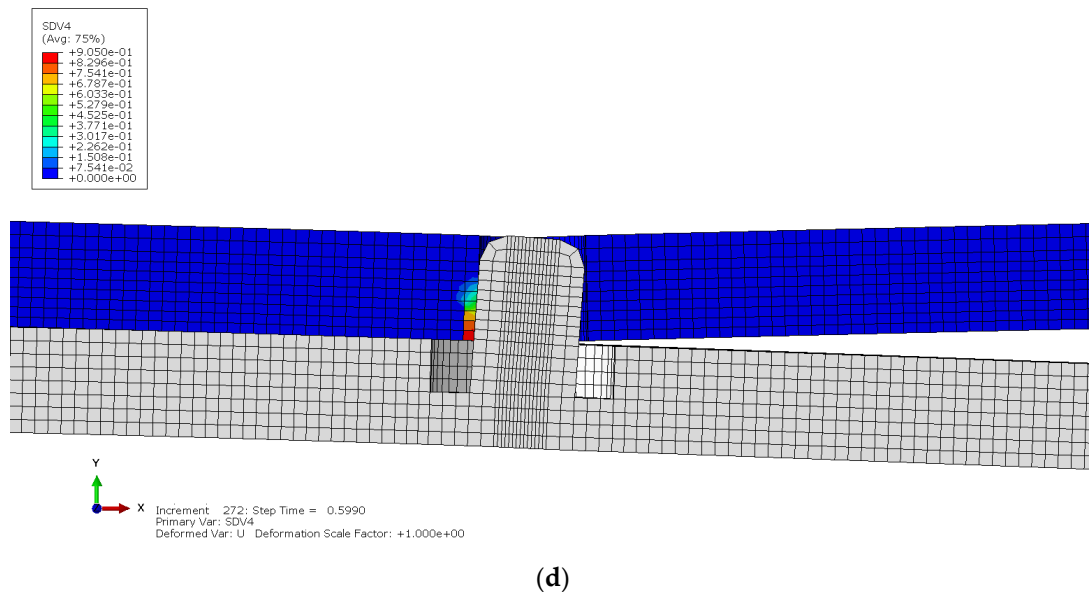 SDV4
(Avg: 75%)
+9.050e-01
+8.296e-01
+7.541e-01
+6.787e-01
+6.033e-01
+5.279e-01
+4.525e-01
+3.771e-01
+3.017e-01
+2.262e-01
+1.508e-01
+7.541e-02
+0.000e+00
Y
X
Increment 272: Step Time = 0.5990
Primary Var: SDV4
Deformed Var: U Deformation Scale Factor: +1.000e+00
(d)